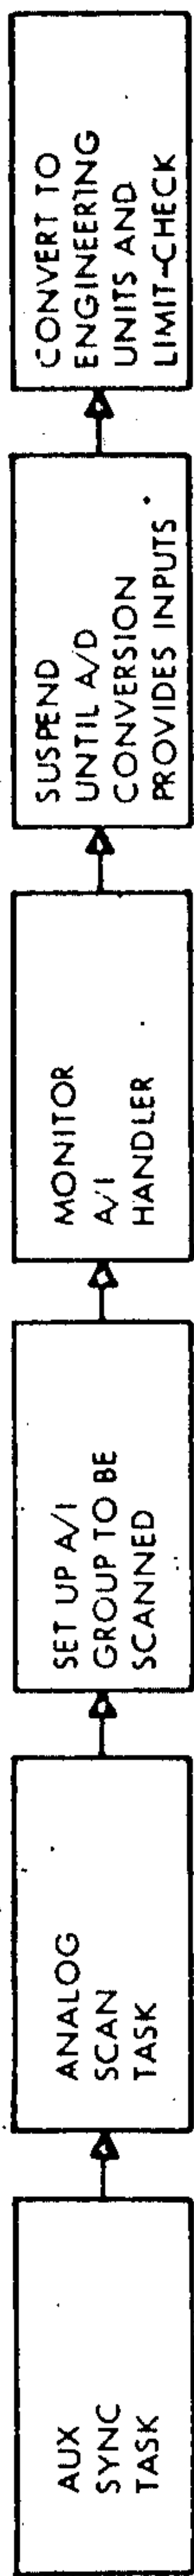 AUX
SYNC
TASK
ANALOG
SCAN
TASK
SET UP A/I
GROUP TO BE
SCANNED
MONITOR
A/I
HANDLER
SUSPEND
UNTIL A/D
CONVERSION
PROVIDES INPUTS
CONVERT TO
ENGINEERING
UNITS AND
LIMIT-CHECK